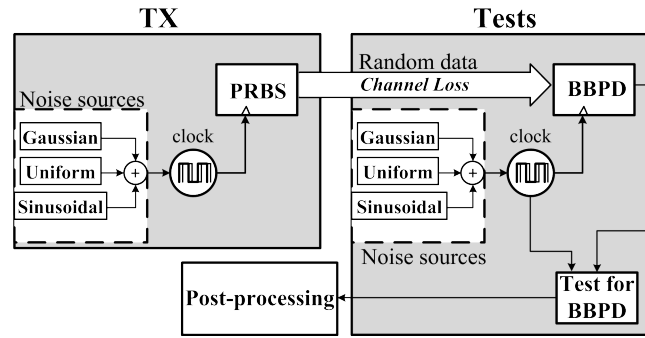 TX
Tests
Noise sources
Gaussian
Uniform
Sinusoidal
+
clock
PRBS
Random data
Channel Loss
BBPD
Gaussian
Uniform
Sinusoidal
+
clock
Noise sources
Post-processing
Test for
BBPD